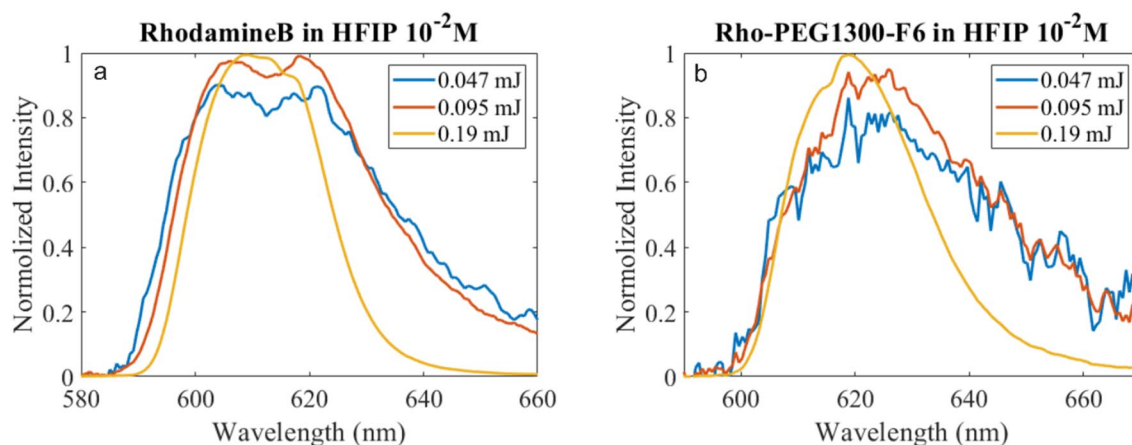 RhodamineB in HFIP 10⁻²M
a
0.047 mJ
0.095 mJ
0.19 mJ
1
0.8
0.6
0.4
0.2
0
580
600
620
640
660
Normolized Intensity
Wavelength (nm)
Rho-PEG1300-F6 in HFIP 10⁻²M
b
0.047 mJ
0.095 mJ
0.19 mJ
1
0.8
0.6
0.4
0.2
0
600
620
640
660
Normolized Intensity
Wavelength (nm)